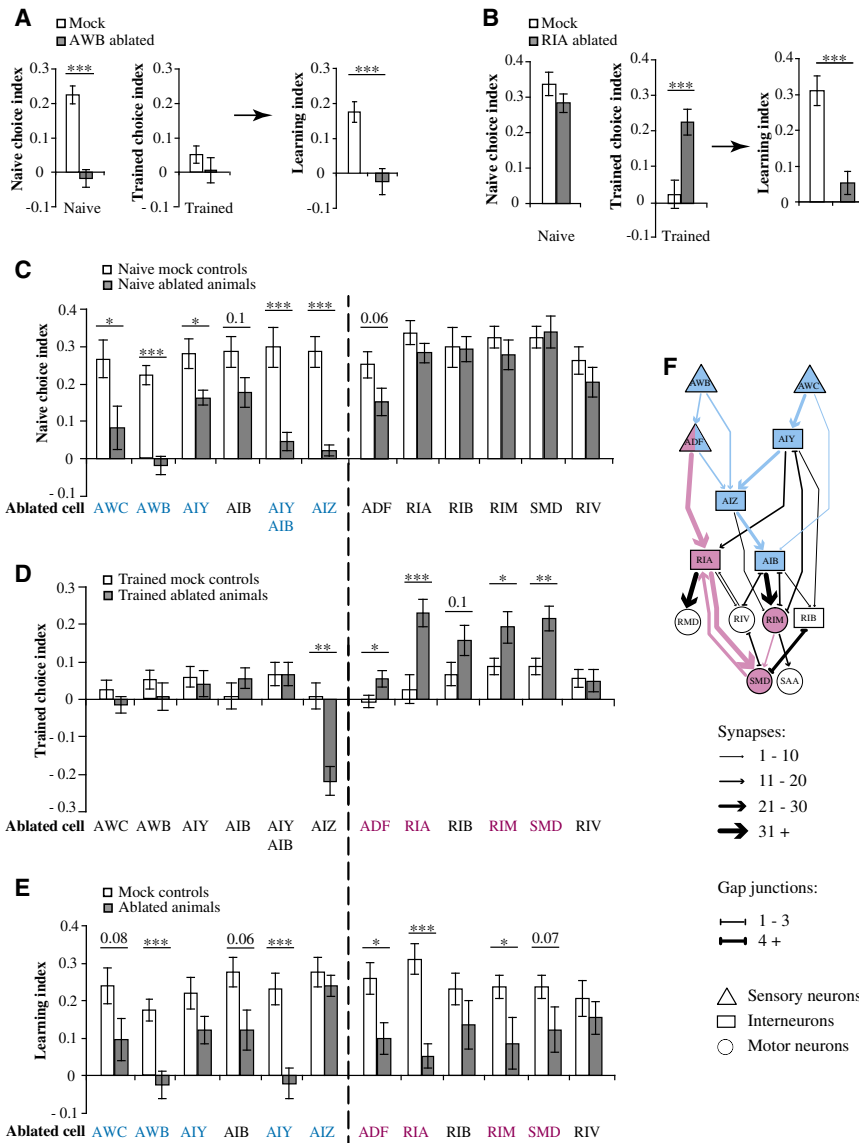 A
Mock
AWB ablated
***
Naive choice index
0.3
0.2
0.1
0
-0.1
Naive
Trained choice index
0.3
0.2
0.1
0
- 0.1
Trained
***
Learning index
0.3
0.2
0.1
0
-0.1
B
Mock
RIA ablated
Naive choice index
0.4
0.3
0.2
0.1
0
Naive
***
Trained choice index
0.4
0.3
0.2
0.1
0
-0.1
Trained
***
Learning index
0.4
0.3
0.2
0.1
0
C
Naive mock controls
Naive ablated animals
Naive choice index
0.4
0.3
0.2
0.1
0
- 0.1
* *** * 0.1 *** *** 0.06
Ablated cell AWC AWB AIY AIB AIY AIZ ADF RIA RIB RIM SMD RIV
AIB
D
Trained mock controls
Trained ablated animals
Trained choice index
0.3
0.2
0.1
0
- 0.1
- 0.2
- 0.3
** * *** 0.1 * **
Ablated cell AWC AWB AIY AIB AIY AIZ ADF RIA RIB RIM SMD RIV
AIB
E
Mock controls
Ablated animals
Learning index
0.4
0.3
0.2
0.1
0
-0.1
0.08 *** 0.06 *** * *** * 0.07
Ablated cell AWC AWB AIY AIB AIY AIZ ADF RIA RIB RIM SMD RIV
F
AWB AWC
ADF AIY
AIZ
RIA AIB
RMD RIV RIM RIB
SMD SAA
Synapses:
1 - 10
11 - 20
21 - 30
31 +
Gap junctions:
1 - 3
4 +
Sensory neurons
Interneurons
Motor neurons